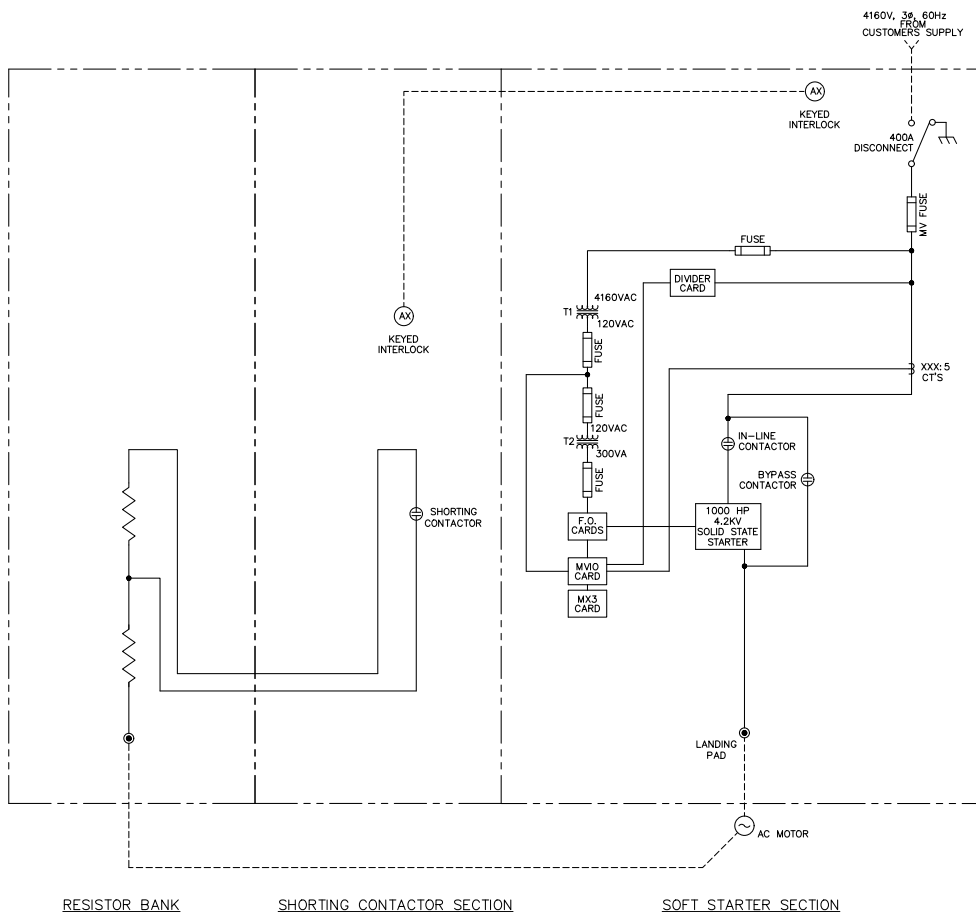 4160V, 3ø, 60Hz
FROM
CUSTOMERS SUPPLY
AX
KEYED
INTERLOCK
400A
DISCONNECT
MV FUSE
FUSE
DIVIDER
CARD
4160VAC
T1
120VAC
AX
KEYED
INTERLOCK
FUSE
XXX:5
CT'S
FUSE
120VAC
T2
300VA
IN-LINE
CONTACTOR
BYPASS
CONTACTOR
FUSE
SHORTING
CONTACTOR
F.O.
CARDS
1000 HP
4.2KV
SOLID STATE
STARTER
MVIO
CARD
MX3
CARD
LANDING
PAD
AC MOTOR
RESISTOR BANK
SHORTING CONTACTOR SECTION
SOFT STARTER SECTION